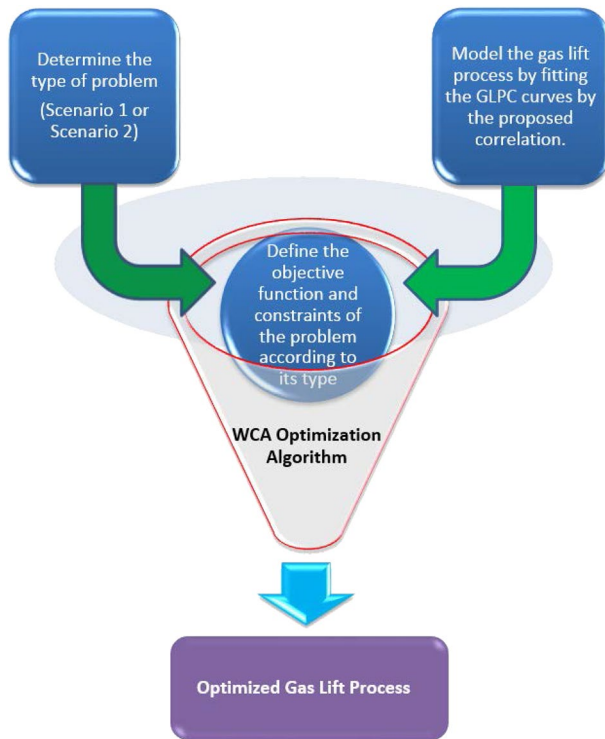 Determine the
type of problem
(Scenario 1 or
Scenario 2)
Model the gas lift
process by fitting
the GLPC curves by
the proposed
correlation.
Define the
objective
function and
constraints of
the problem
according to
its type
WCA Optimization
Algorithm
Optimized Gas Lift Process